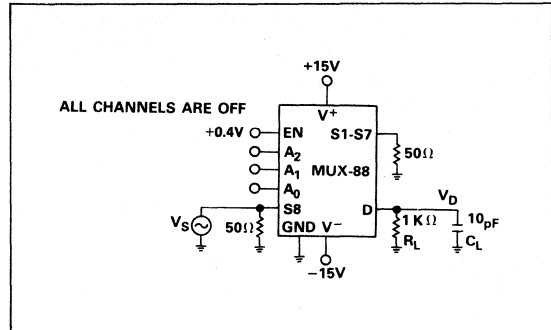 +15V
ALL CHANNELS ARE OFF
V+
+0.4V
EN
S1-S7
A2
50Ω
A1
MUX-88
A0
VD
S8
D
VS
50Ω
1 KΩ
10pF
GND V−
RL
CL
−15V